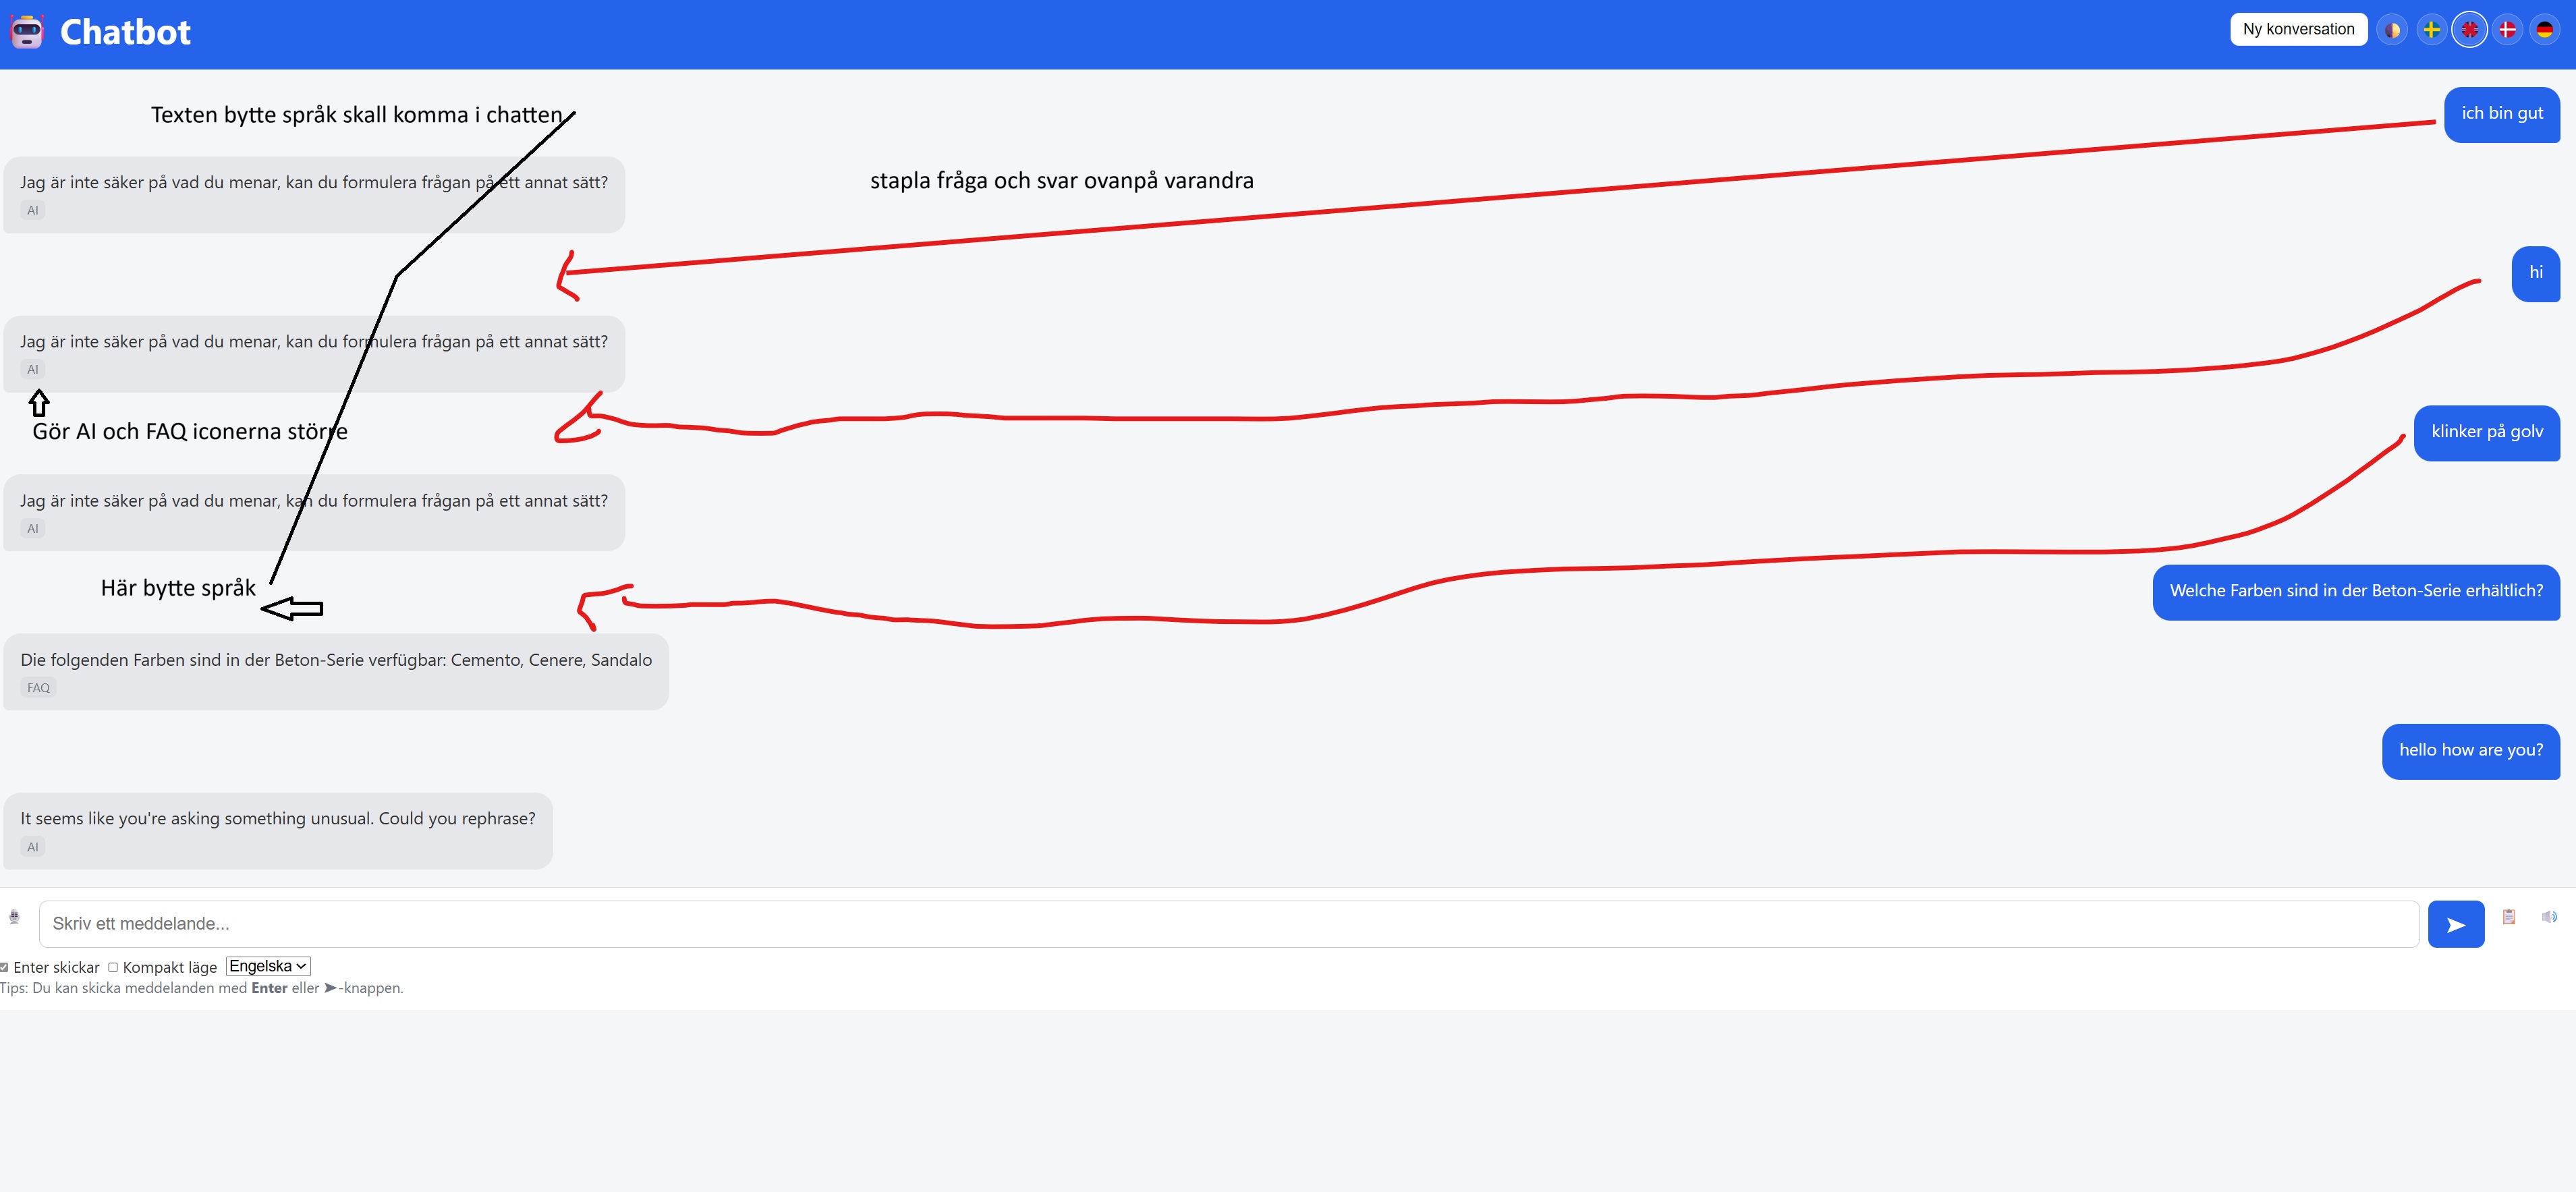 Chatbot
Ny konversation
Texten bytte språk skall komma i chatten
ich bin gut
Jag är inte säker på vad du menar, kan du formulera frågan på ett annat sätt?
AI
stapla fråga och svar ovanpå varandra
hi
Jag är inte säker på vad du menar, kan du formulera frågan på ett annat sätt?
AI
Gör AI och FAQ iconerna större
klinker på golv
Jag är inte säker på vad du menar, kan du formulera frågan på ett annat sätt?
AI
Här bytte språk
Welche Farben sind in der Beton-Serie erhältlich?
Die folgenden Farben sind in der Beton-Serie verfügbar: Cemento, Cenere, Sandalo
FAQ
hello how are you?
It seems like you're asking something unusual. Could you rephrase?
AI
Skriv ett meddelande...
Enter skickar Kompakt läge Engelska
Tips: Du kan skicka meddelanden med Enter eller ➤-knappen.